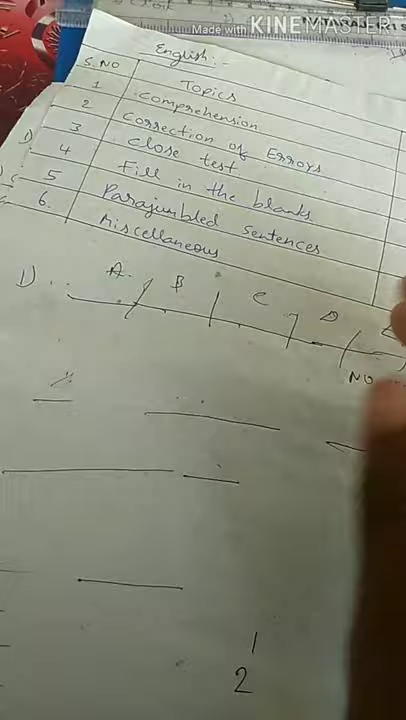 Made with KINEMASTER
English:-
S.NO Topics
1 Comprehension
2 Correction of Errors
3 Close test
4 Fill in the blanks
5 Parajumbled Sentences
6. Miscellaneous
1) A B C D
NO
1
2